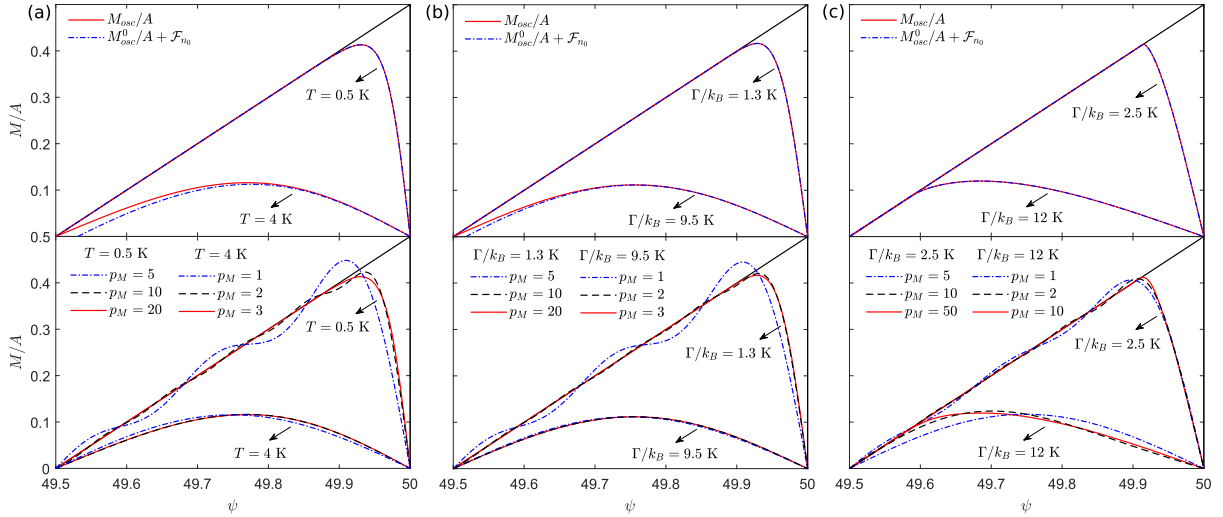 (a)
M_osc/A
M^0_osc/A + F_n0
T = 0.5 K
T = 4 K
M/A
0.4
0.3
0.2
0.1
0.5
(b)
M_osc/A
M^0_osc/A + F_n0
Γ/k_B = 1.3 K
Γ/k_B = 9.5 K
(c)
M_osc/A
M^0_osc/A + F_n0
Γ/k_B = 2.5 K
Γ/k_B = 12 K
T = 0.5 K T = 4 K
p_M = 5 p_M = 1
p_M = 10 p_M = 2
p_M = 20 p_M = 3
T = 0.5 K
T = 4 K
M/A
0.4
0.3
0.2
0.1
0
49.5 49.6 49.7 49.8 49.9 50
ψ
Γ/k_B = 1.3 K Γ/k_B = 9.5 K
p_M = 5 p_M = 1
p_M = 10 p_M = 2
p_M = 20 p_M = 3
Γ/k_B = 1.3 K
Γ/k_B = 9.5 K
49.5 49.6 49.7 49.8 49.9 50
ψ
Γ/k_B = 2.5 K Γ/k_B = 12 K
p_M = 5 p_M = 1
p_M = 10 p_M = 2
p_M = 50 p_M = 10
Γ/k_B = 2.5 K
Γ/k_B = 12 K
49.5 49.6 49.7 49.8 49.9 50
ψ